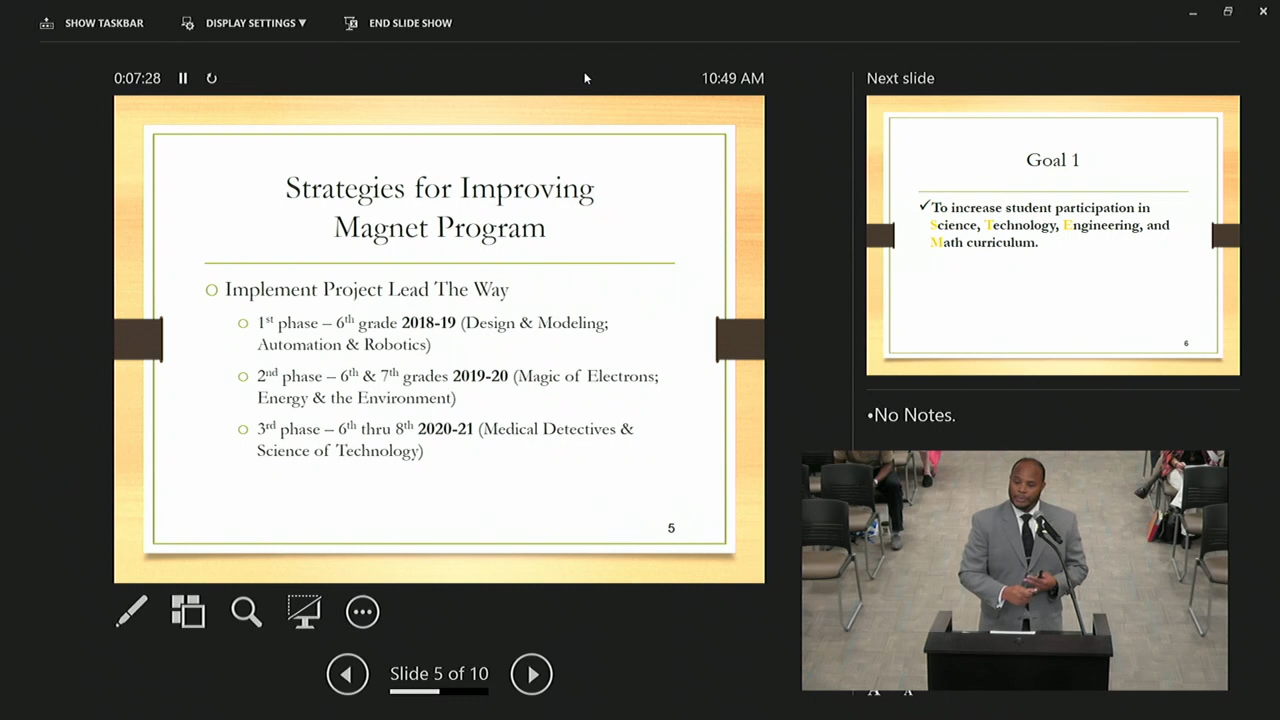 SHOW TASKBAR
DISPLAY SETTINGS ▼
END SLIDE SHOW
0:07:28
10:49 AM
Strategies for Improving
Magnet Program
Implement Project Lead The Way
1st phase – 6th grade 2018-19 (Design & Modeling;
Automation & Robotics)
2nd phase – 6th & 7th grades 2019-20 (Magic of Electrons;
Energy & the Environment)
3rd phase – 6th thru 8th 2020-21 (Medical Detectives &
Science of Technology)
5
Slide 5 of 10
Next slide
Goal 1
✓To increase student participation in
Science, Technology, Engineering, and
Math curriculum.
6
•No Notes.
A A